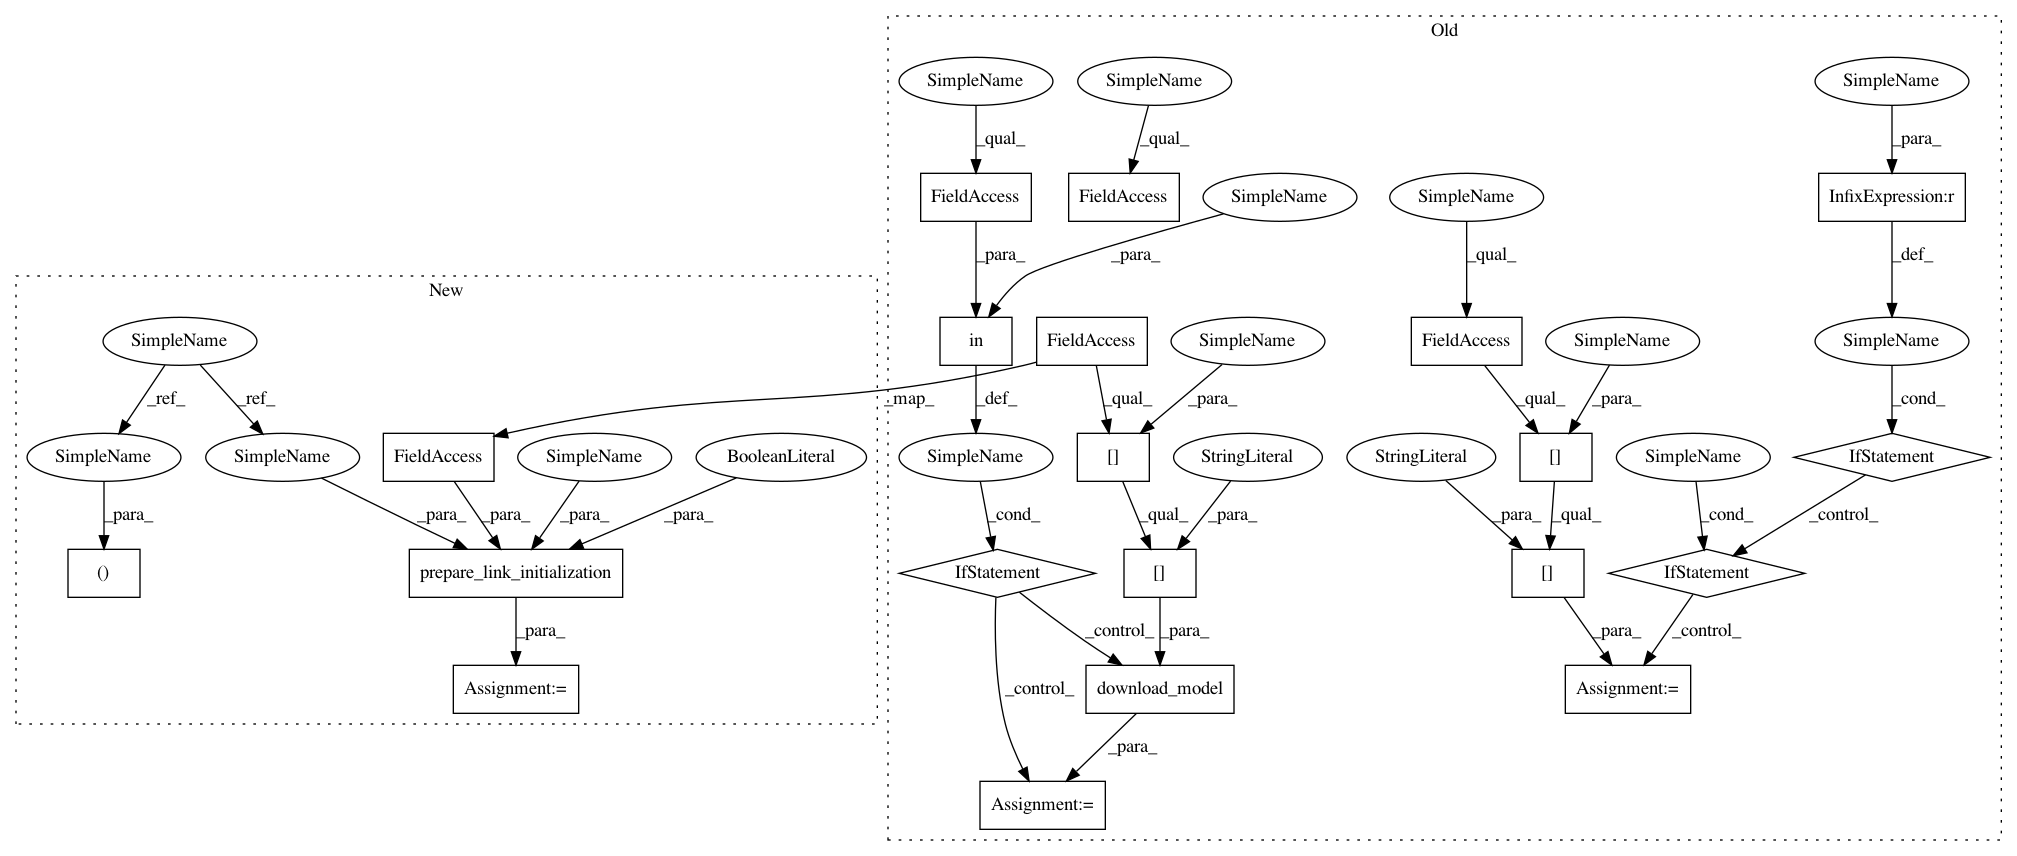 Old
SimpleName SimpleName SimpleName
_qual_ _qual_ _para_
FieldAccess FieldAccess SimpleName SimpleName InfixExpression:r
_para_ _para_ _qual_ _def_
New
SimpleName in FieldAccess SimpleName FieldAccess SimpleName SimpleName
_ref_ _ref_ _map_ _def_ _qual_ _para_ _qual_ _para_ _cond_
SimpleName SimpleName FieldAccess SimpleName BooleanLiteral SimpleName [] StringLiteral StringLiteral [] SimpleName IfStatement
_para_ _para_ _para_ _para_ _para_ _cond_ _qual_ _para_ _para_ _qual_ _cond_ _control_
() prepare_link_initialization IfStatement [] [] IfStatement
_para_ _control_ _para_ _para_ _control_
Assignment:= _control_ download_model Assignment:=
_para_
Assignment:=